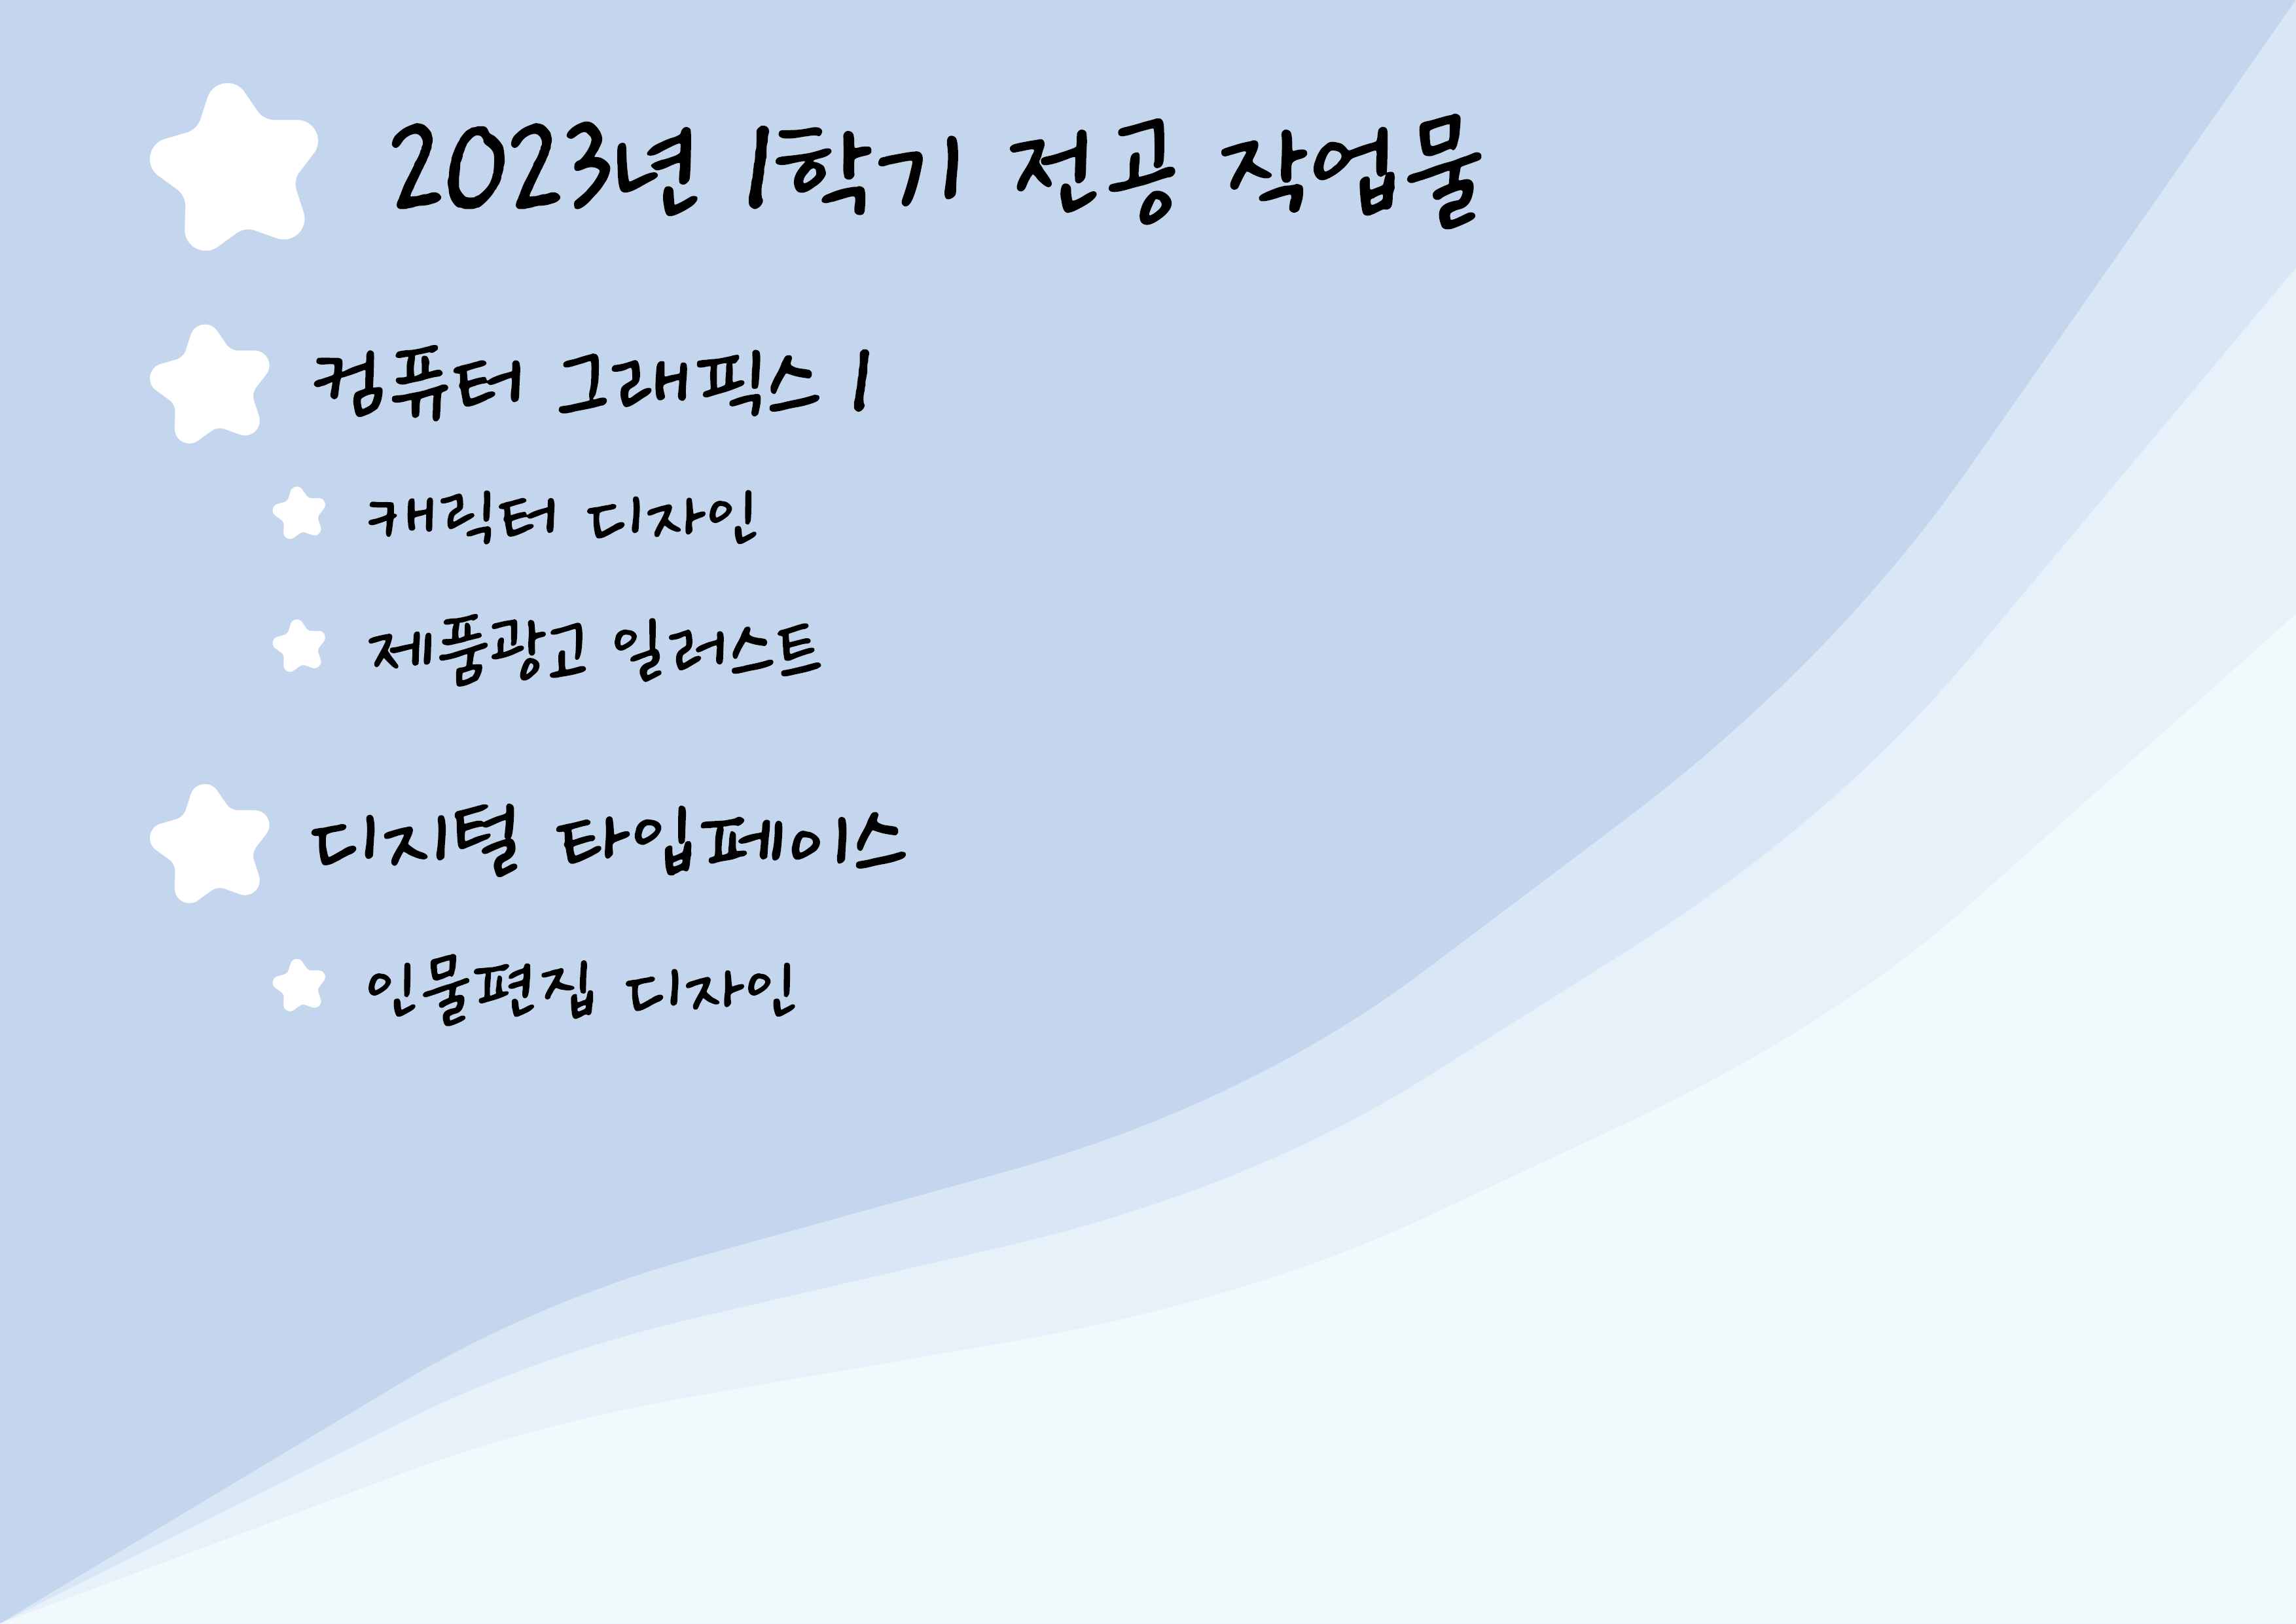 2023년 1학기 전공 작업물
컴퓨터 그래픽스 1
캐릭터 디자인
제품광고 일러스트
디지털 타입페이스
인물편집 디자인